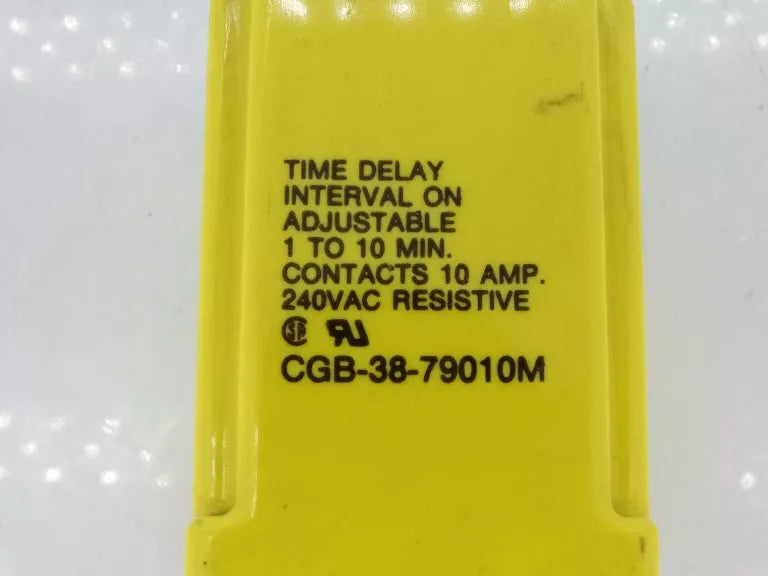 TIME DELAY
INTERVAL ON
ADJUSTABLE
1 TO 10 MIN.
CONTACTS 10 AMP.
240VAC RESISTIVE
CGB-38-79010M